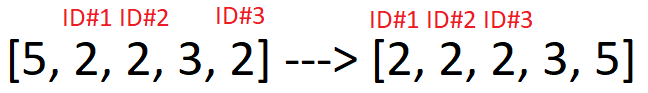 ID#1 ID#2 ID#3 ID#1 ID#2 ID#3
[5, 2, 2, 3, 2] ---> [2, 2, 2, 3, 5]